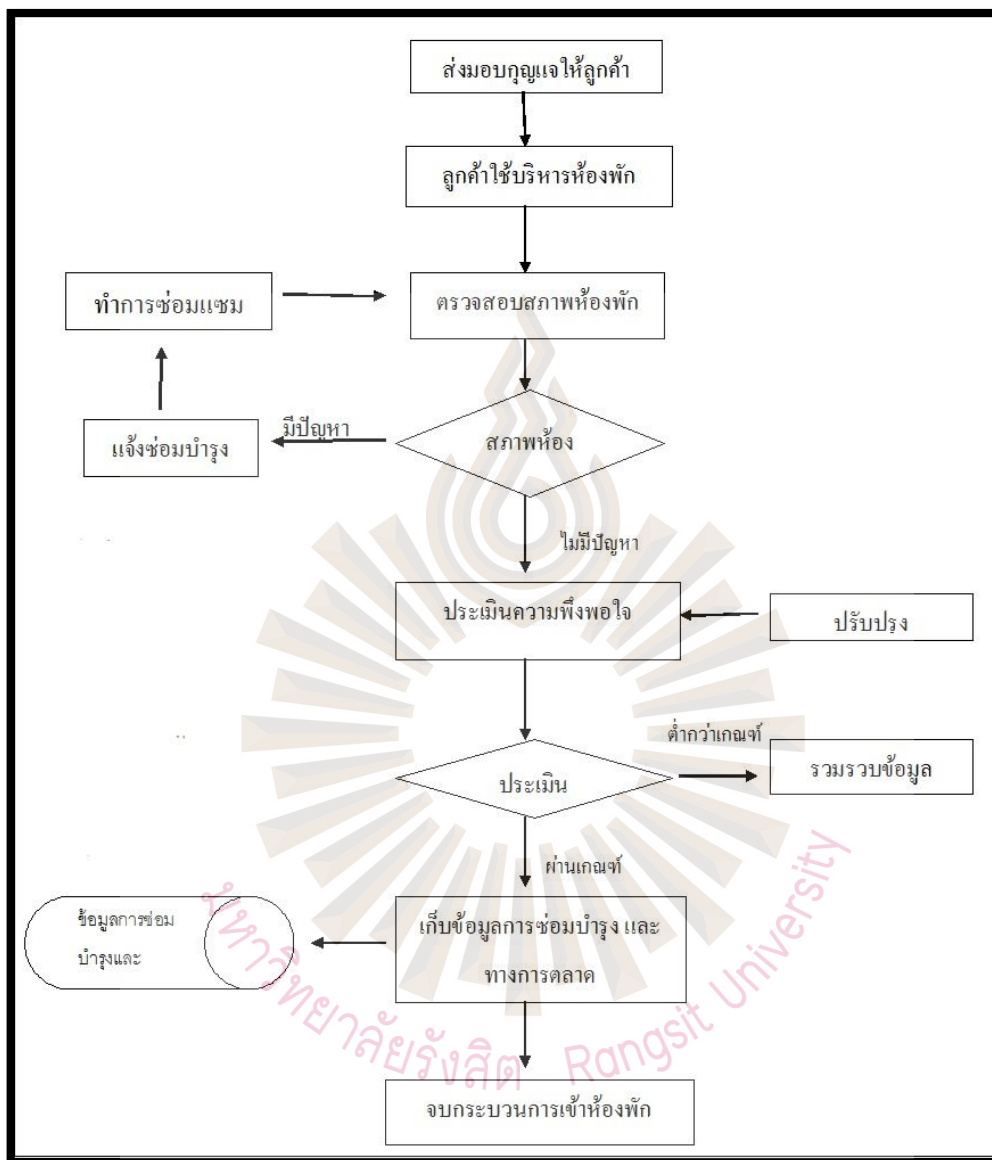 ส่งมอบกุญแจให้ลูกค้า
ลูกค้าใช้บริหารห้องพัก
ทำการซ่อมแซม
ตรวจสอบสภาพห้องพัก
มีปัญหา
แจ้งซ่อมบำรุง
สภาพห้อง
ไม่มีปัญหา
ประเมินความพึงพอใจ
ปรับปรุง
ต่ำกว่าเกณฑ์
ประเมิน
รวมรวบข้อมูล
ผ่านเกณฑ์
ข้อมูลการซ่อม
บำรุงและ
เก็บข้อมูลการซ่อมบำรุง และ
ทางการตลาด
มหาวิทยาลัยรังสิต Rangsit University
จบกระบวนการเข้าห้องพัก